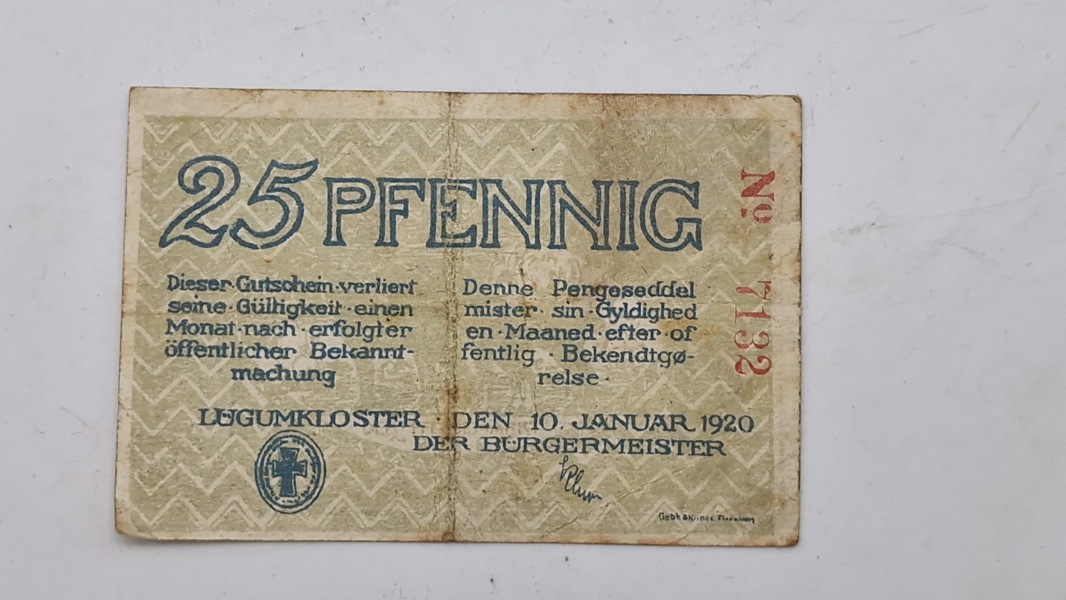 25 PFENNIG
Dieser·Gutschein·verliert
seine·Gültigkeit·einen
Monat·nach·erfolgter
öffentlicher Bekannt-
machung
Denne Pengeseddel
mister·sin·Gyldighed
en·Maaned·efter·of
fentlig·Bekendtgø-
relse·
LÜGUMKLOSTER·DEN 10. JANUAR 1920
DER BÜRGERMEISTER
No 7132